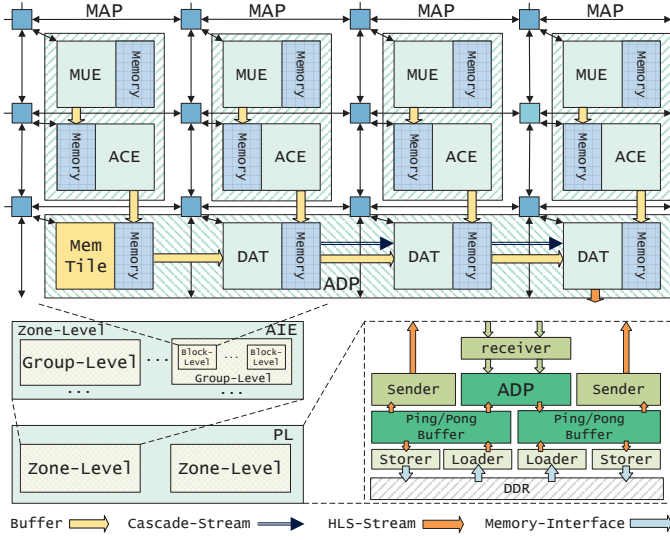 MAP MAP MAP MAP
MUE Memory MUE Memory MUE Memory MUE Memory
Memory ACE Memory ACE Memory ACE Memory ACE
Mem Tile Memory DAT Memory DAT Memory DAT Memory
ADP
Zone-Level AIE
Group-Level ... Block-Level ... Block-Level
Group-Level
... ...
PL
Zone-Level Zone-Level
receiver
Sender ADP Sender
Ping/Pong Buffer Ping/Pong Buffer
Storer Loader Loader Storer
DDR
Buffer Cascade-Stream HLS-Stream Memory-Interface